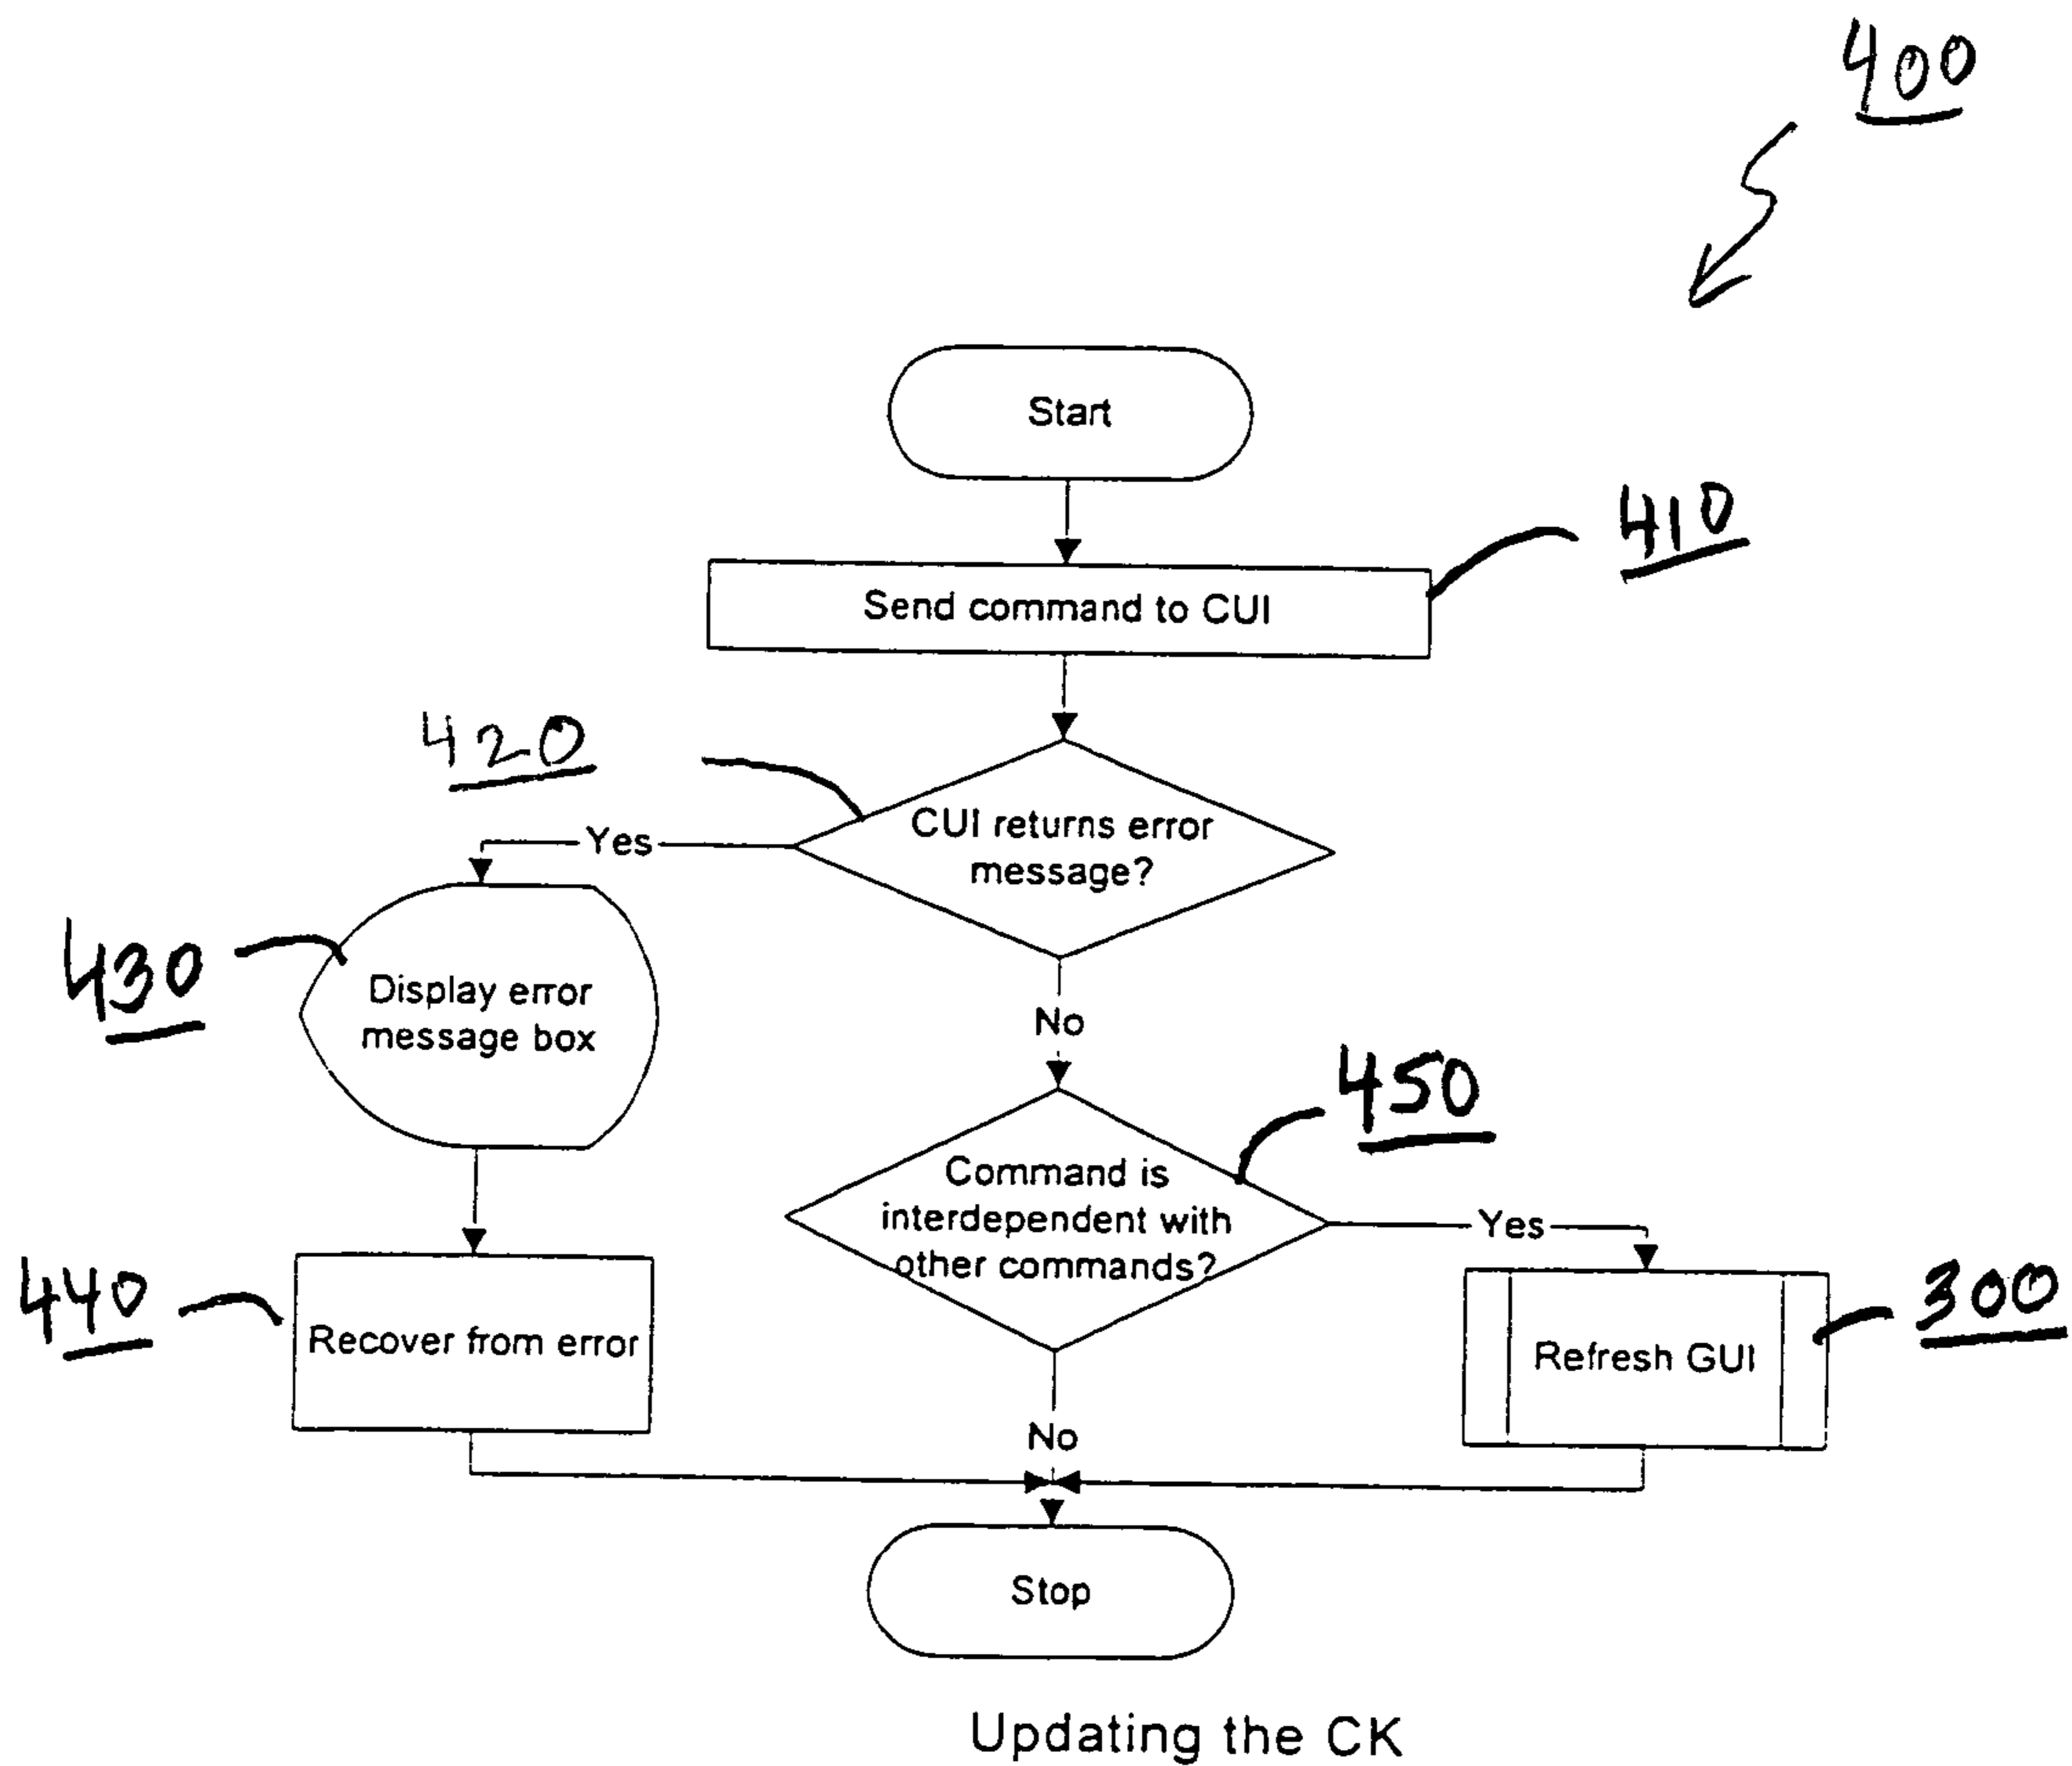 400
Start
410
Send command to CUI
420
CUI returns error
message?
Yes
430
Display error
message box
No
450
Command is
interdependent with
other commands?
Yes
440
Recover from error
300
Refresh GUI
No
Stop
Updating the CK